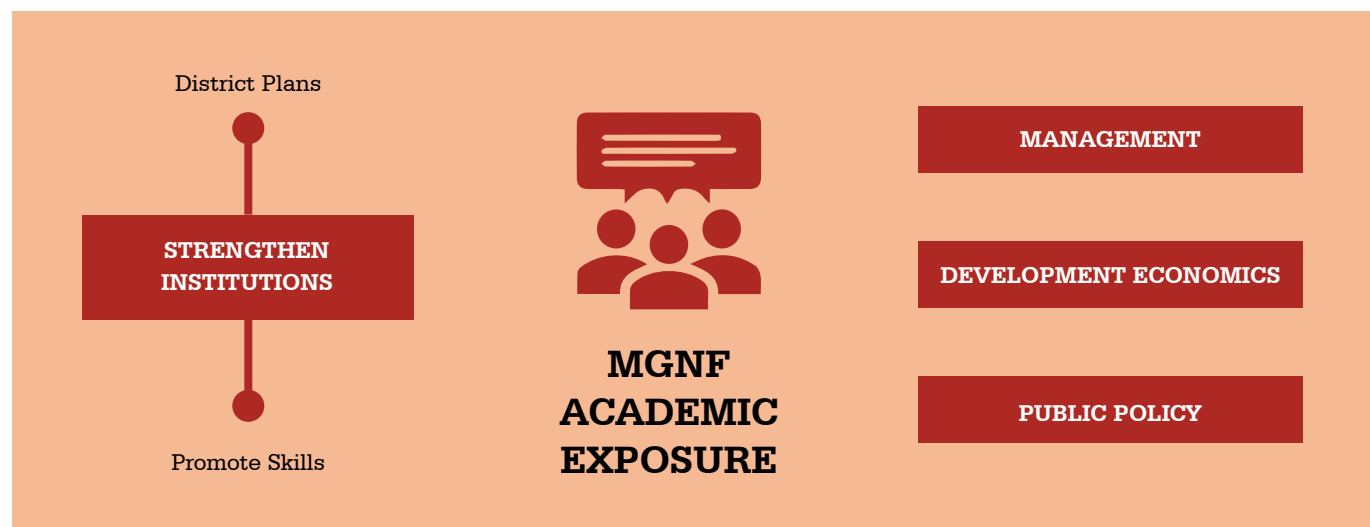 District Plans
STRENGTHEN
INSTITUTIONS
Promote Skills
MGNF
ACADEMIC
EXPOSURE
MANAGEMENT
DEVELOPMENT ECONOMICS
PUBLIC POLICY